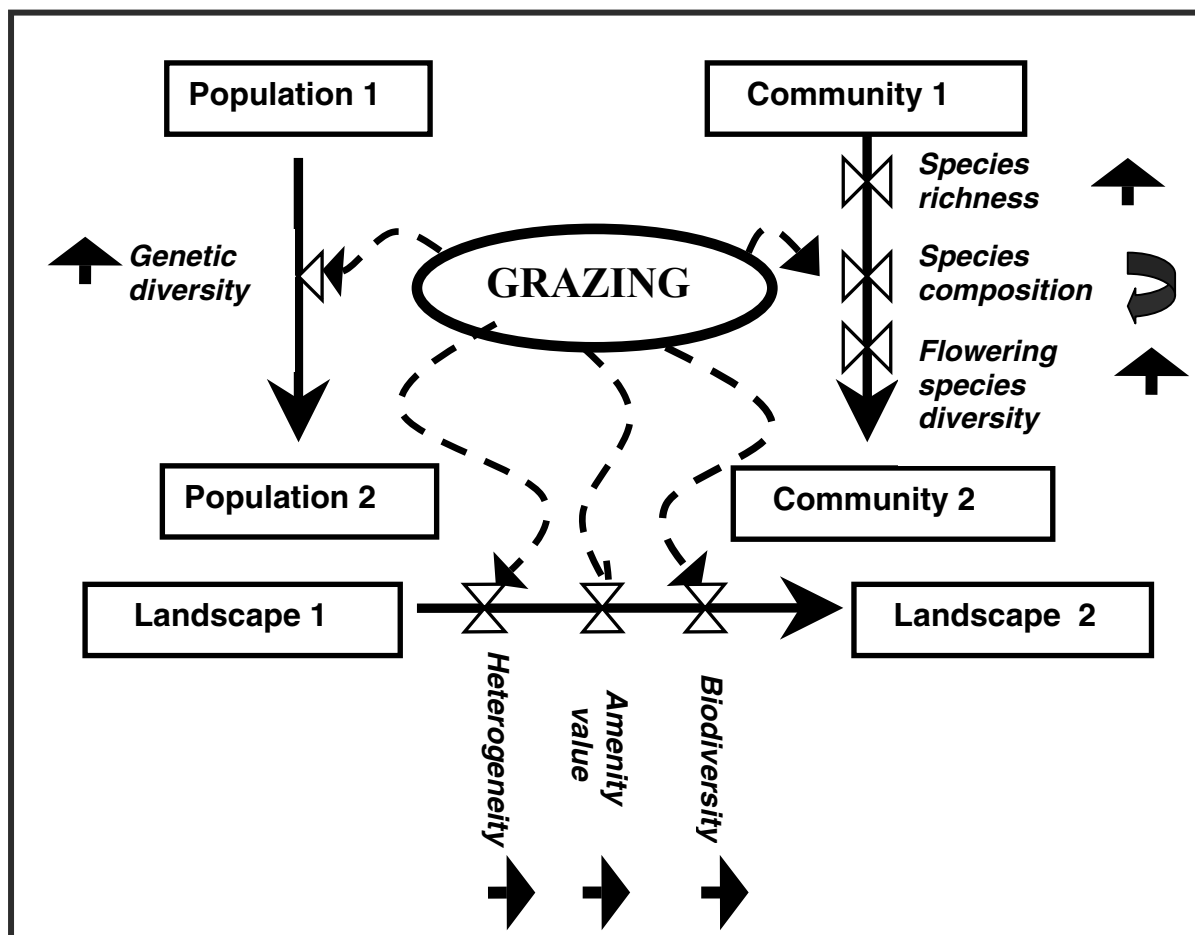 Population 1
Community 1
Species
richness
Genetic
diversity
GRAZING
Species
composition
Flowering
species
diversity
Population 2
Community 2
Landscape 1
Landscape 2
Heterogeneity
Amenity
value
Biodiversity